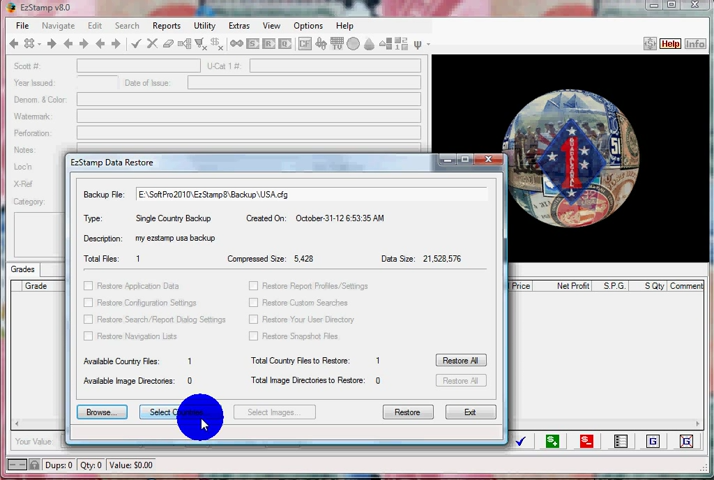 EzStamp v8.0
File Navigate Edit Search Reports Utility Extras View Options Help
Help Info
Scott #: U-Cat 1 #:
Year Issued: Date of Issue:
Denom. & Color:
Watermark:
Perforation:
Notes:
Loc'n
X-Ref
Category:
EzStamp Data Restore
Backup File: E:\SoftPro2010\EzStamp8\Backup\USA.cfg
Type: Single Country Backup Created On: October-31-12 6:53:35 AM
Description: my ezstamp usa backup
Total Files: 1 Compressed Size: 5,428 Data Size: 21,528,576
Restore Application Data Restore Report Profiles/Settings
Restore Configuration Settings Restore Custom Searches
Restore Search/Report Dialog Settings Restore Your User Directory
Restore Navigation Lists Restore Snapshot Files
Available Country Files: 1 Total Country Files to Restore: 1 Restore All
Available Image Directories: 0 Total Image Directories to Restore: 0 Restore All
Browse... Select Select Images... Restore Exit
Grades
Grade Price Net Profit S.P.G. S Qty Comment
Your Value:
Dups: 0 Qty: 0 Value: $0.00